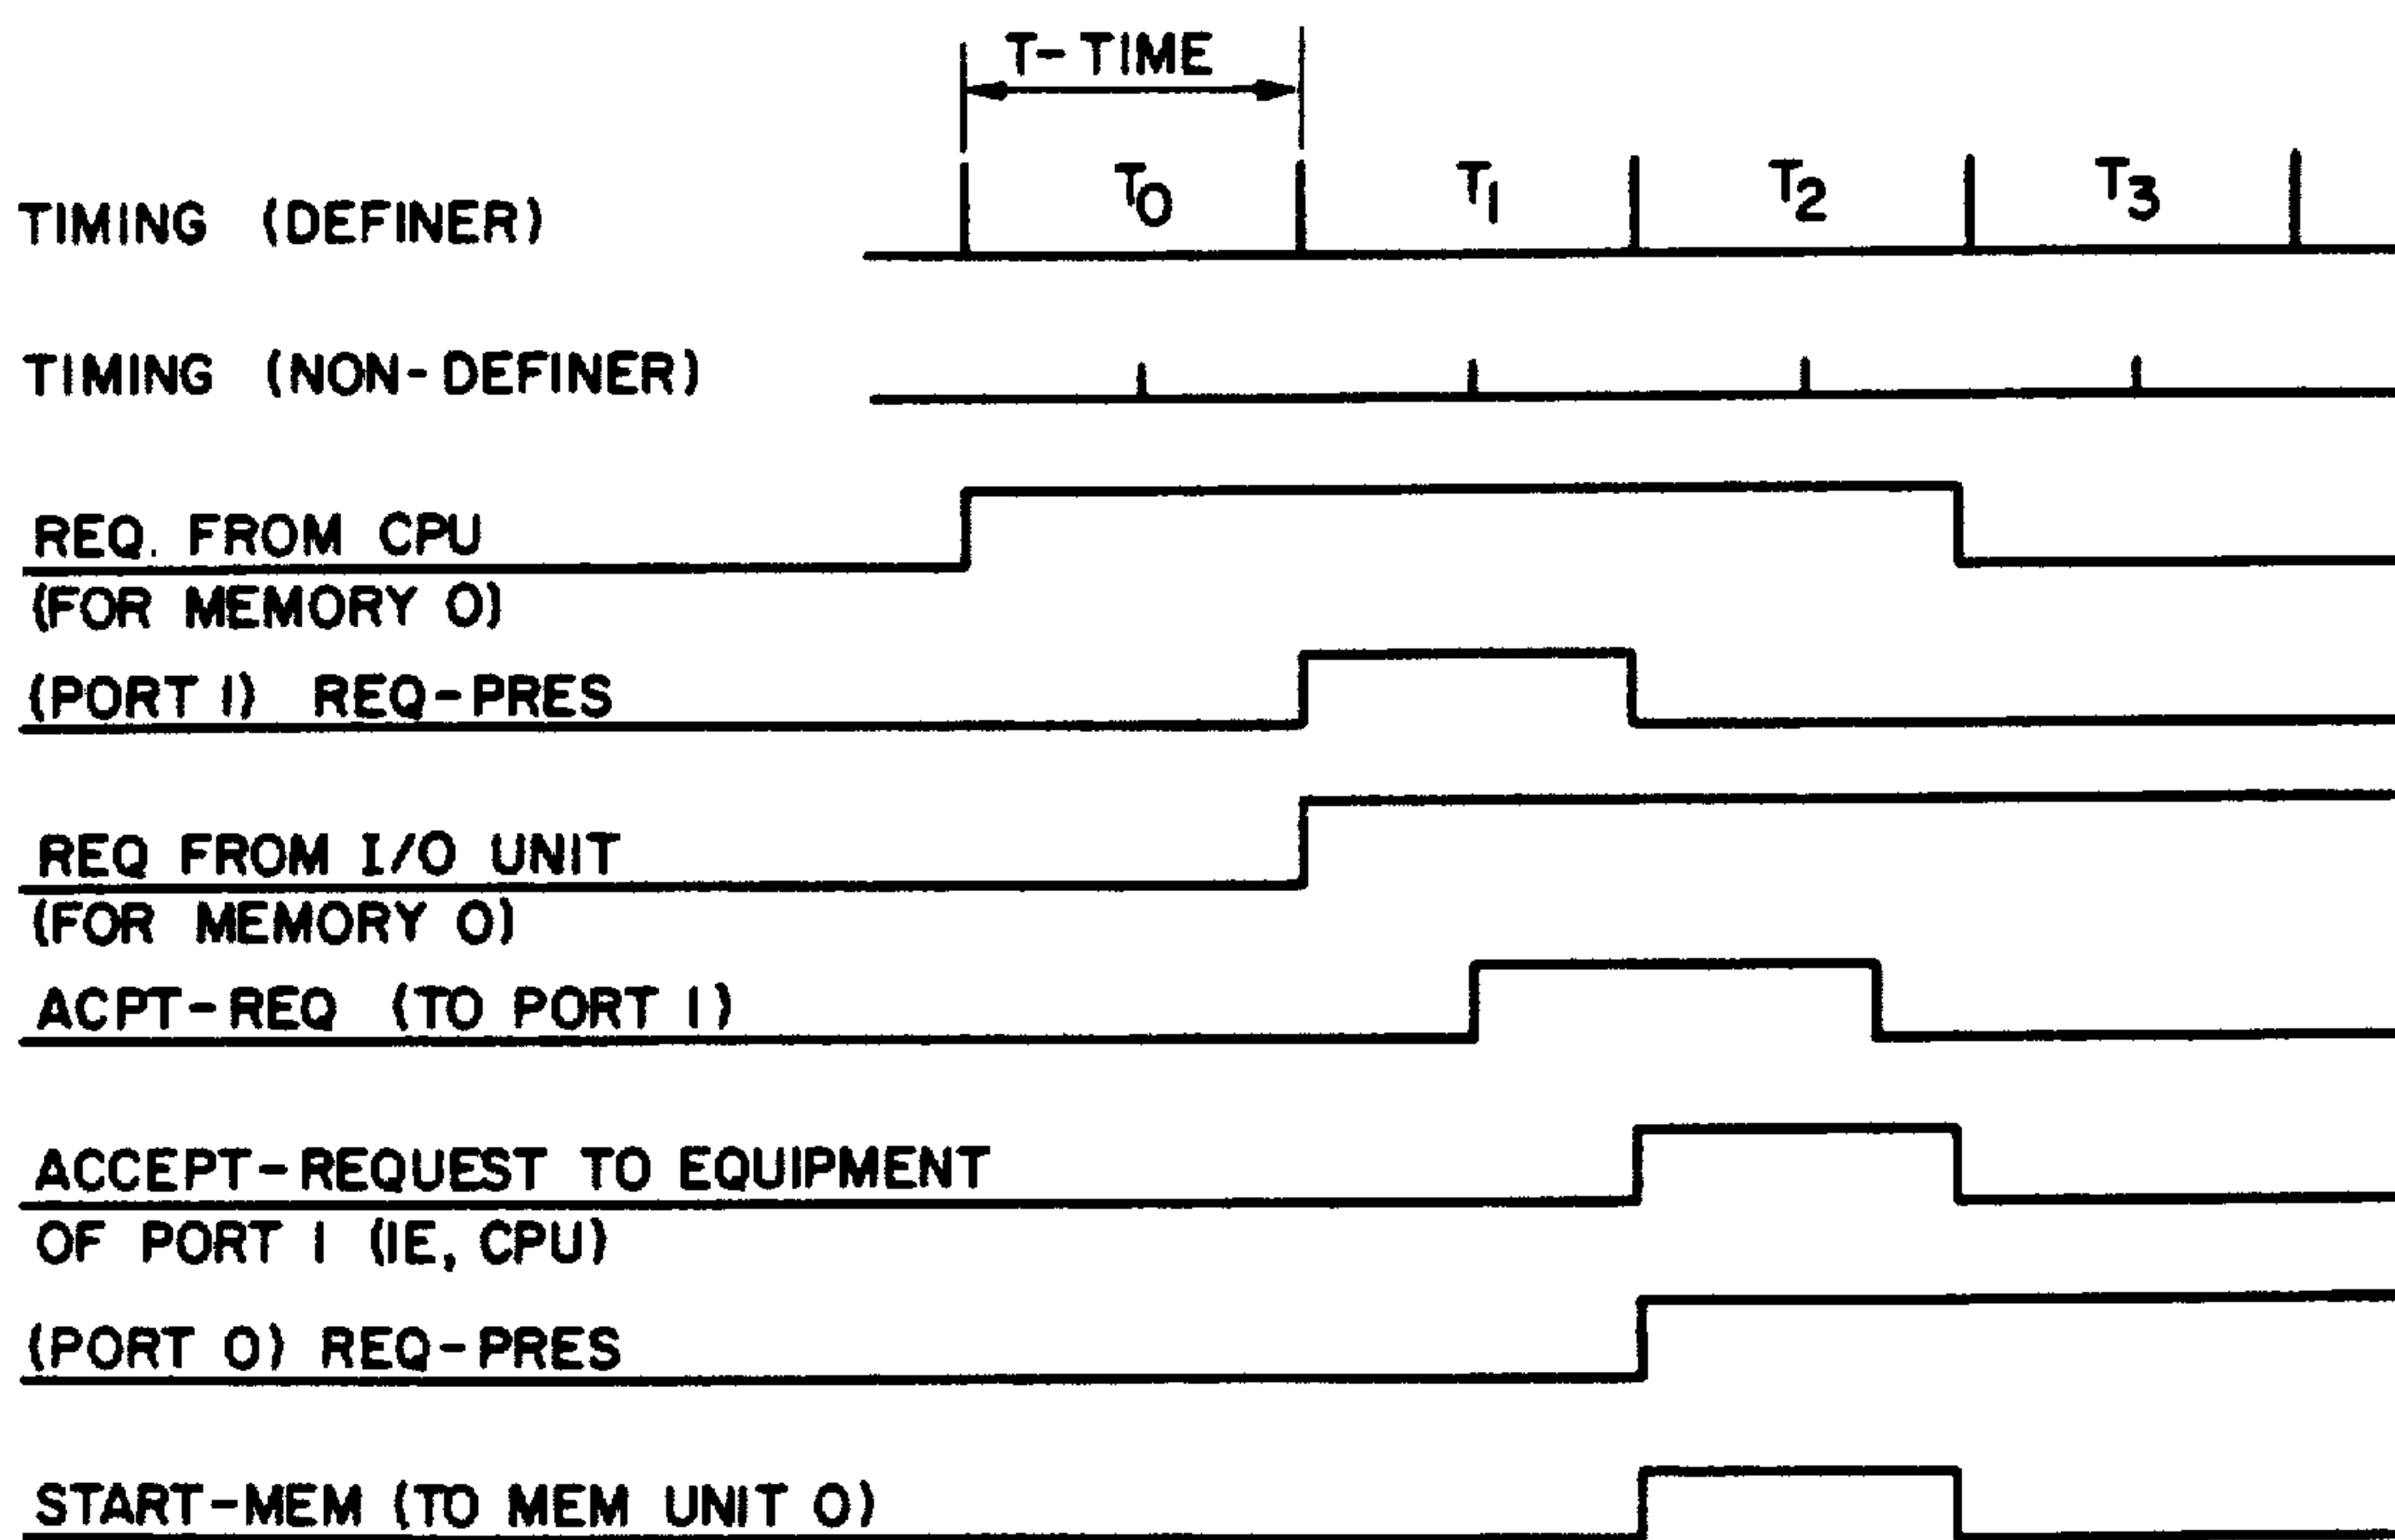 T-TIME
T0 T1 T2 T3
TIMING (DEFINER)
TIMING (NON-DEFINER)
REQ. FROM CPU
(FOR MEMORY 0)
(PORT 1) REQ-PRES
REQ FROM I/O UNIT
(FOR MEMORY 0)
ACPT-REQ (TO PORT 1)
ACCEPT-REQUEST TO EQUIPMENT
OF PORT 1 (IE, CPU)
(PORT 0) REQ-PRES
START-MEM (TO MEM UNIT 0)